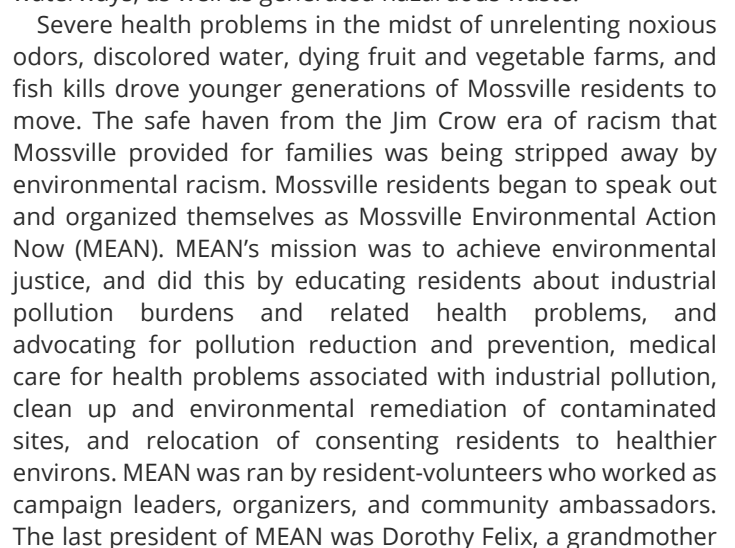 waterways, as well as generated hazardous waste.
Severe health problems in the midst of unrelenting noxious
odors, discolored water, dying fruit and vegetable farms, and
fish kills drove younger generations of Mossville residents to
move. The safe haven from the Jim Crow era of racism that
Mossville provided for families was being stripped away by
environmental racism. Mossville residents began to speak out
and organized themselves as Mossville Environmental Action
Now (MEAN). MEAN’s mission was to achieve environmental
justice, and did this by educating residents about industrial
pollution burdens and related health problems, and
advocating for pollution reduction and prevention, medical
care for health problems associated with industrial pollution,
clean up and environmental remediation of contaminated
sites, and relocation of consenting residents to healthier
environs. MEAN was ran by resident-volunteers who worked as
campaign leaders, organizers, and community ambassadors.
The last president of MEAN was Dorothy Felix, a grandmother